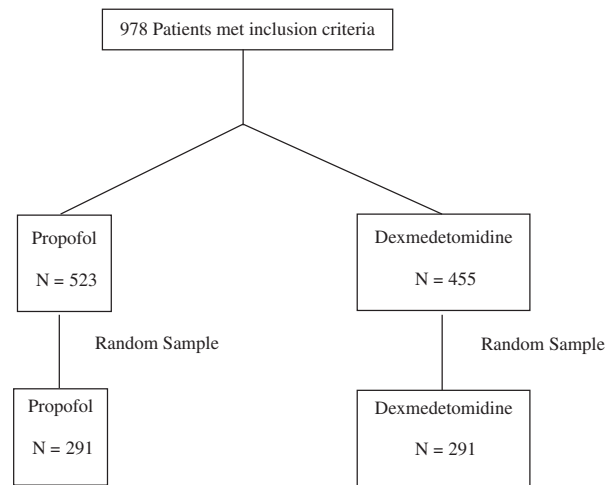 978 Patients met inclusion criteria
Propofol
N = 523
Dexmedetomidine
N = 455
Random Sample
Random Sample
Propofol
N = 291
Dexmedetomidine
N = 291